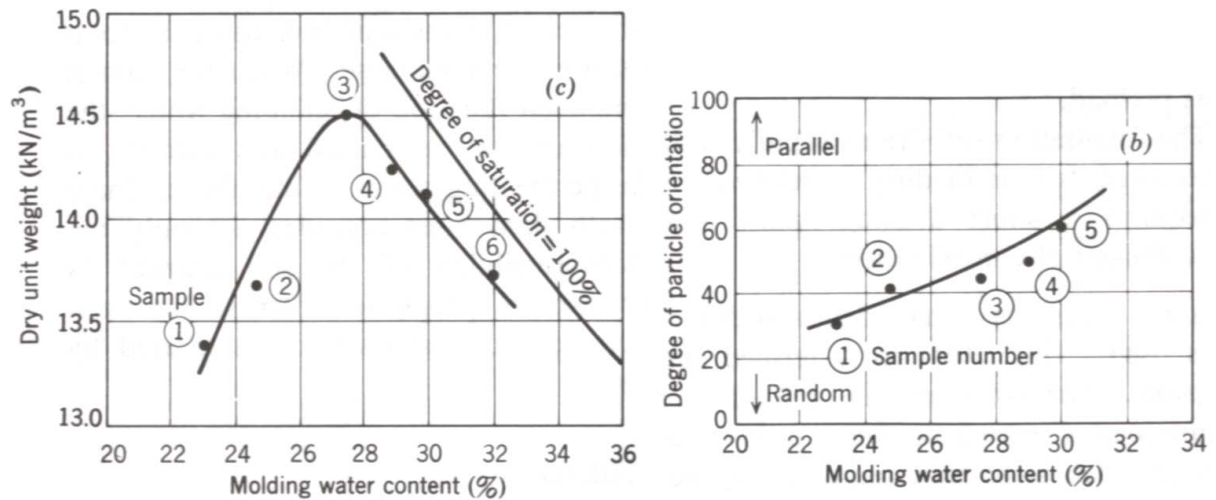 15.0
14.5
14.0
13.5
13.0
Dry unit weight (kN/m³)
(c)
Degree of saturation = 100%
Sample
1
2
3
4
5
6
20 22 24 26 28 30 32 34 36
Molding water content (%)
100
80
60
40
20
0
Degree of particle orientation
(b)
Parallel
Random
1 Sample number
2
3
4
5
20 22 24 26 28 30 32 34
Molding water content (%)